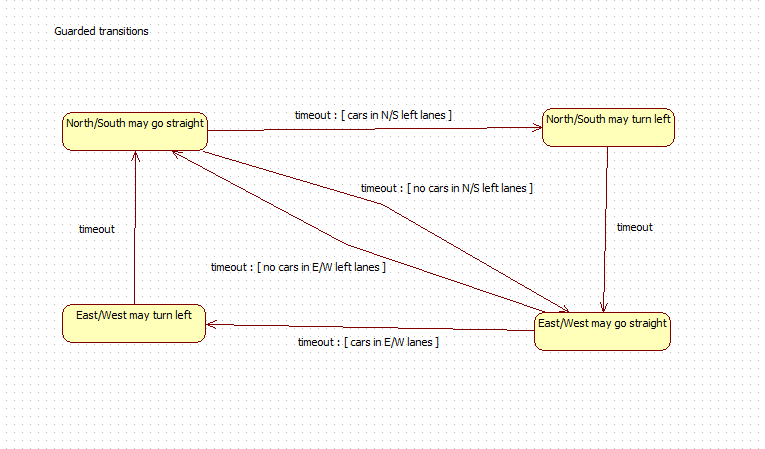 Guarded transitions
timeout : [ cars in N/S left lanes ]
North/South may go straight
North/South may turn left
timeout : [ no cars in N/S left lanes ]
timeout
timeout
timeout : [ no cars in E/W left lanes ]
East/West may turn left
East/West may go straight
timeout : [ cars in E/W lanes ]